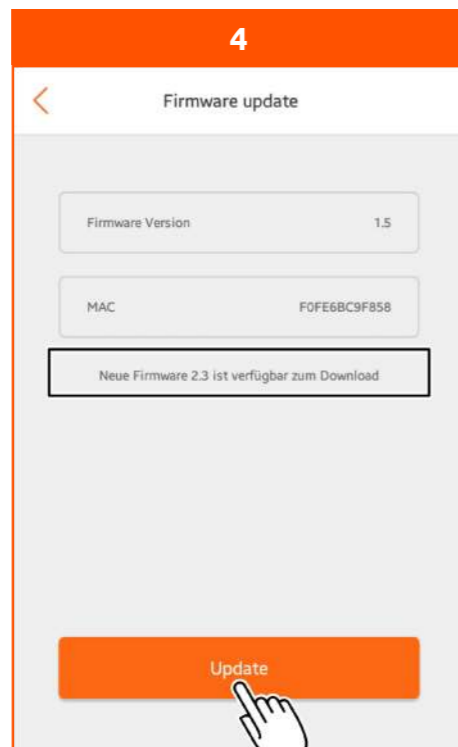 4
Firmware update
Firmware Version 1.5
MAC F0FE6BC9F858
Neue Firmware 2.3 ist verfügbar zum Download
Update